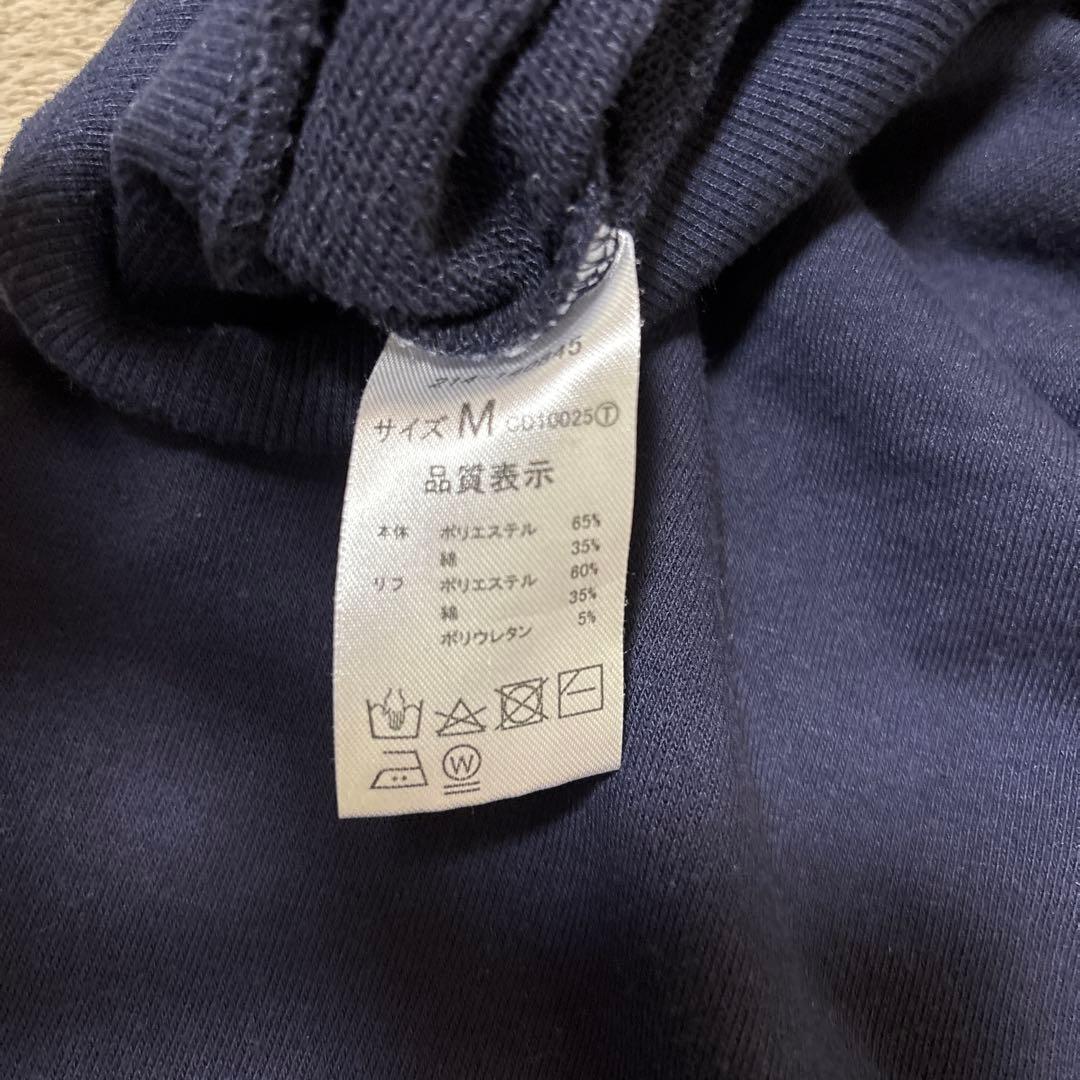 サイズ M CD10025Ⓣ
品質表示
本体 ポリエステル 65%
綿 35%
リブ ポリエステル 60%
綿 35%
ポリウレタン 5%
W